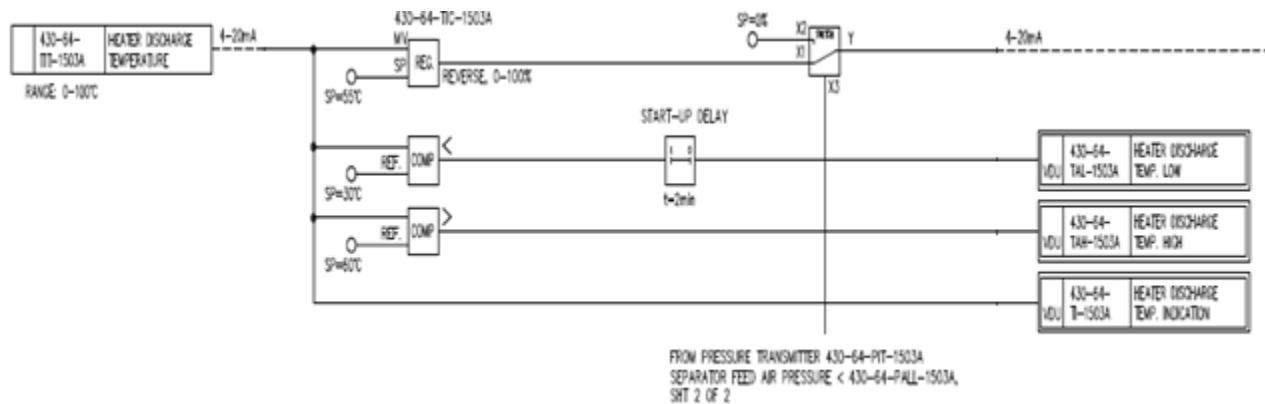 430-64-TIC-1503A
430-64-
TIT-1503A
HEATER DISCHARGE
TEMPERATURE
4-20mA
RANGE: 0-100°C
MV
SP
REG.
REVERSE, 0-100%
SP=55°C
SP=0%
X2
X1
Y
X3
4-20mA
START-UP DELAY
t=2min
REF.
COMP
<
SP=30°C
430-64-
VDU
TAL-1503A
HEATER DISCHARGE
TEMP. LOW
REF.
COMP
>
SP=60°C
430-64-
VDU
TAH-1503A
HEATER DISCHARGE
TEMP. HIGH
430-64-
VDU
TI-1503A
HEATER DISCHARGE
TEMP. INDICATION
FROM PRESSURE TRANSMITTER 430-64-PIT-1503A
SEPARATOR FEED AIR PRESSURE < 430-64-PALL-1503A,
SHT 2 OF 2